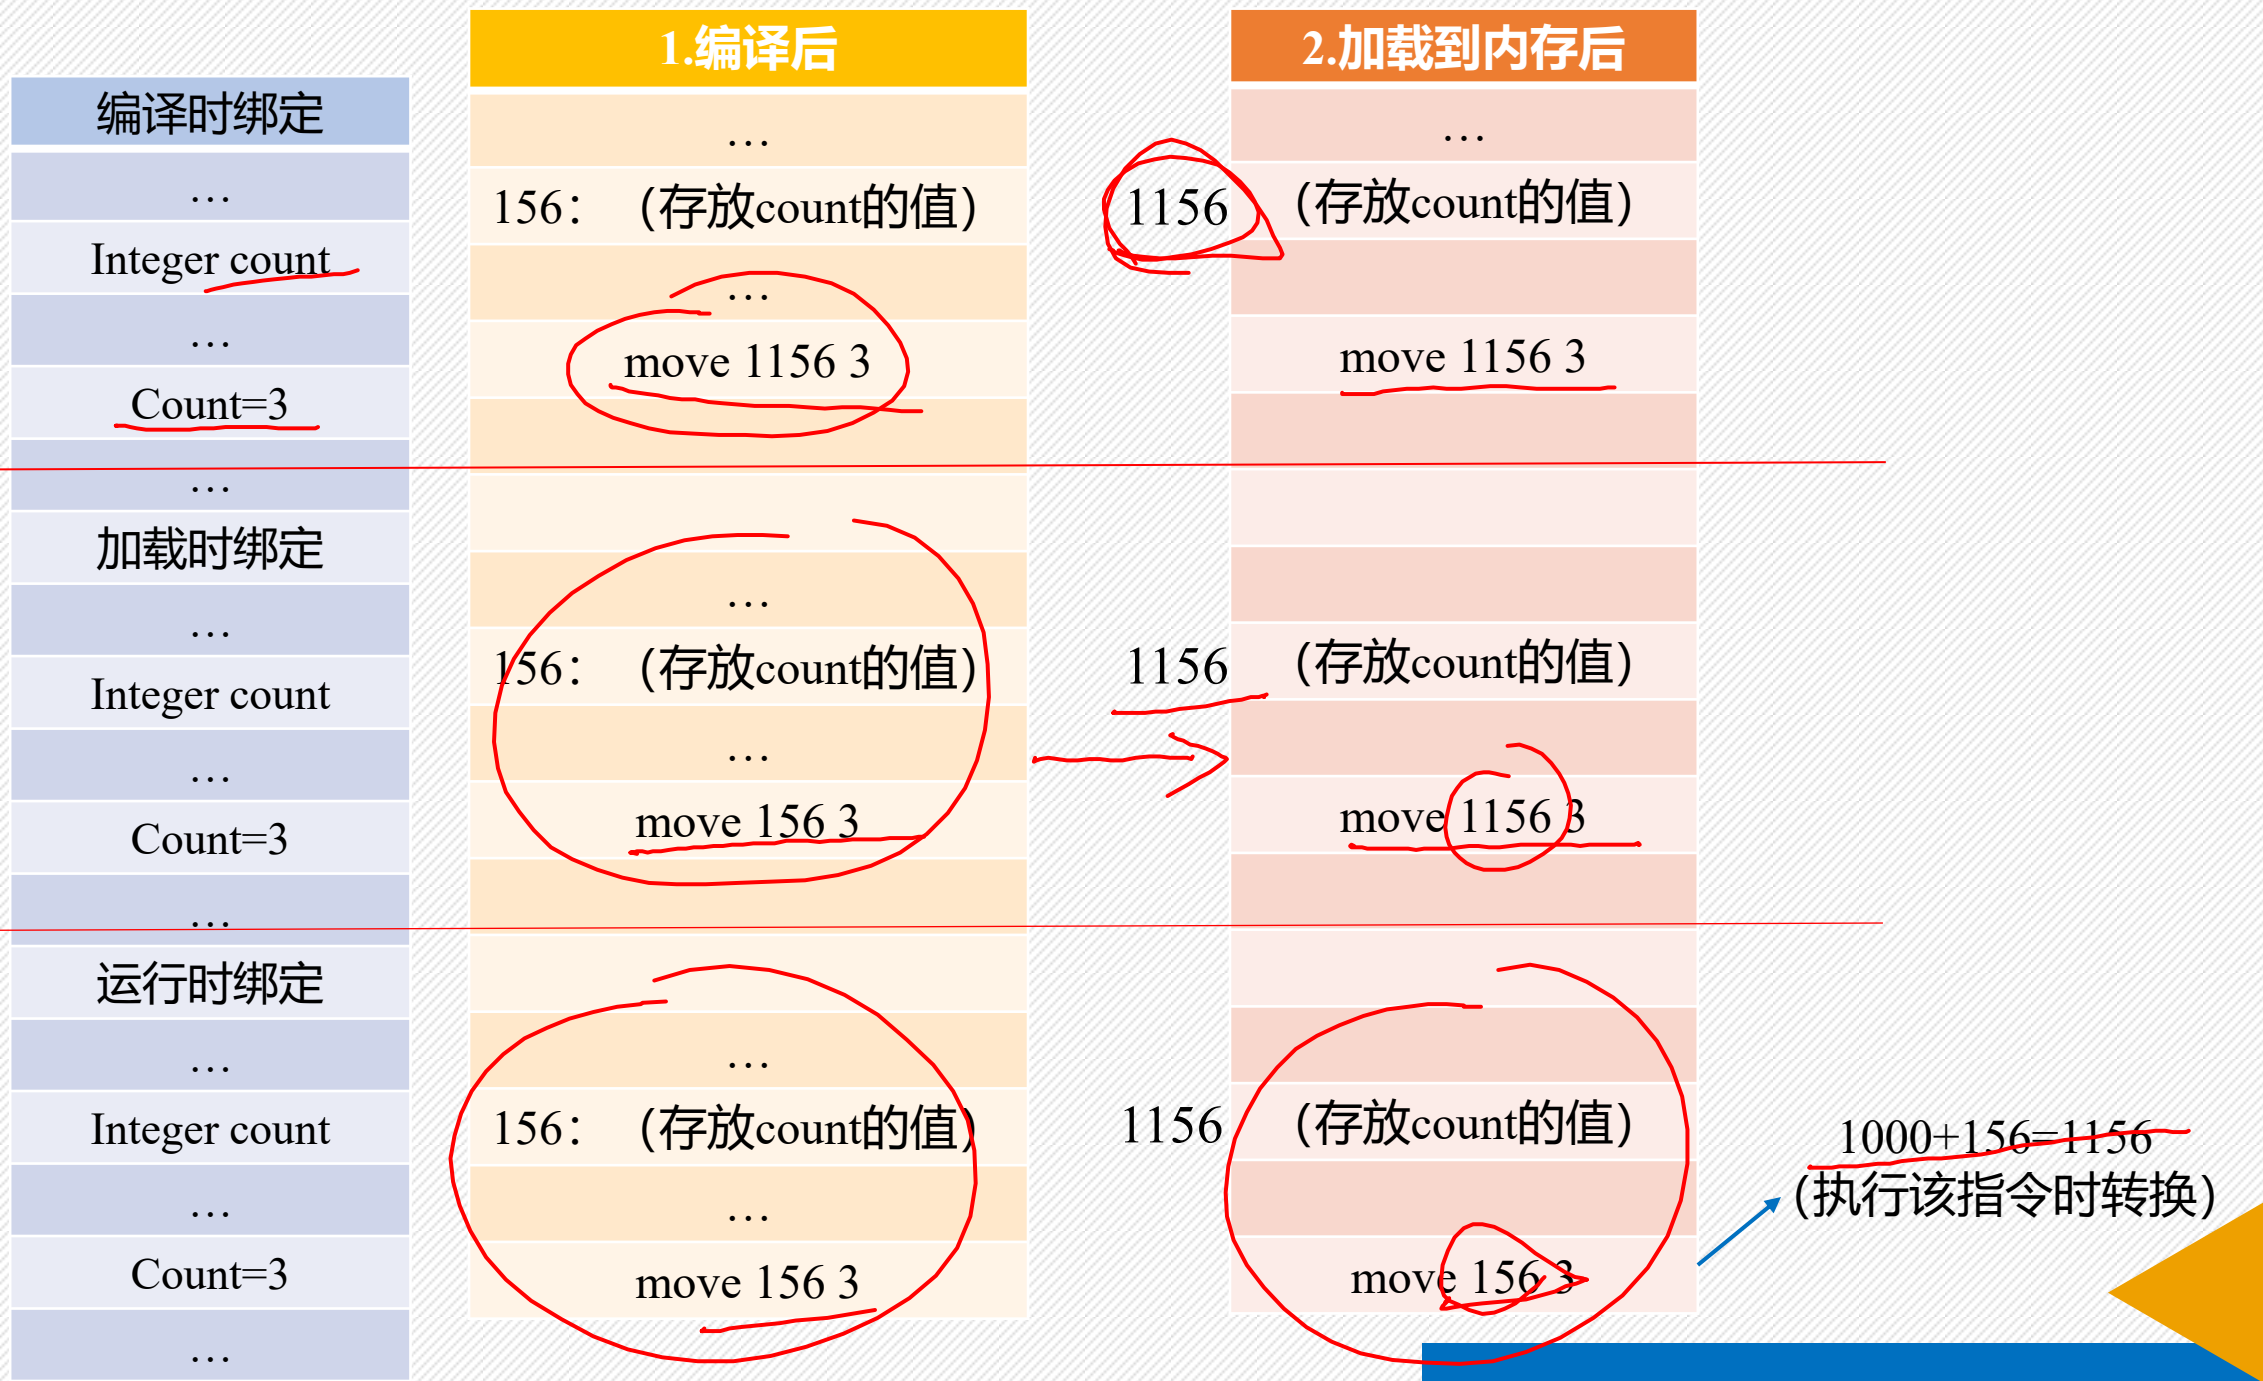 1.编译后
2.加载到内存后
编译时绑定
…
Integer count
…
Count=3
…
加载时绑定
…
Integer count
…
Count=3
…
运行时绑定
…
Integer count
…
Count=3
…
…
156: （存放count的值）
…
move 1156 3
…
156: （存放count的值）
…
move 156 3
…
156: （存放count的值）
…
move 156 3
…
1156 （存放count的值）
move 1156 3
1156 （存放count的值）
move 1156 3
1156 （存放count的值）
move 156 3
1000+156=1156
（执行该指令时转换）